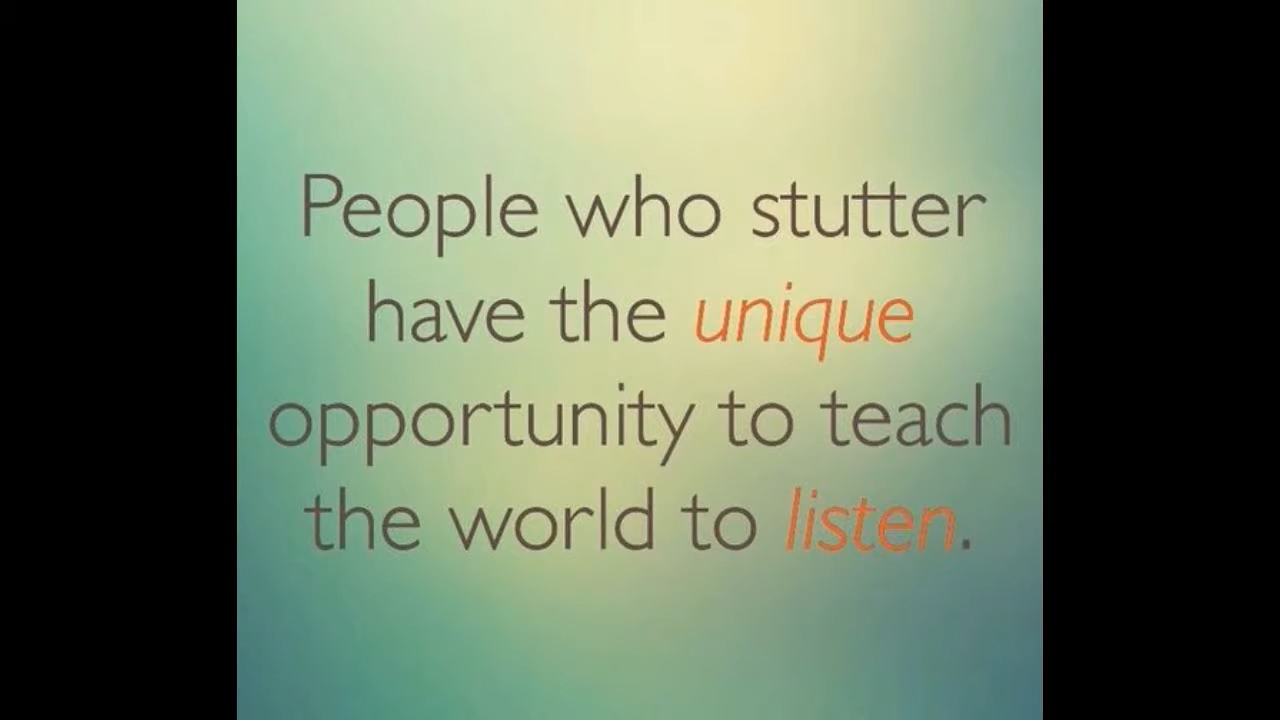 People who stutter
have the unique
opportunity to teach
the world to listen.